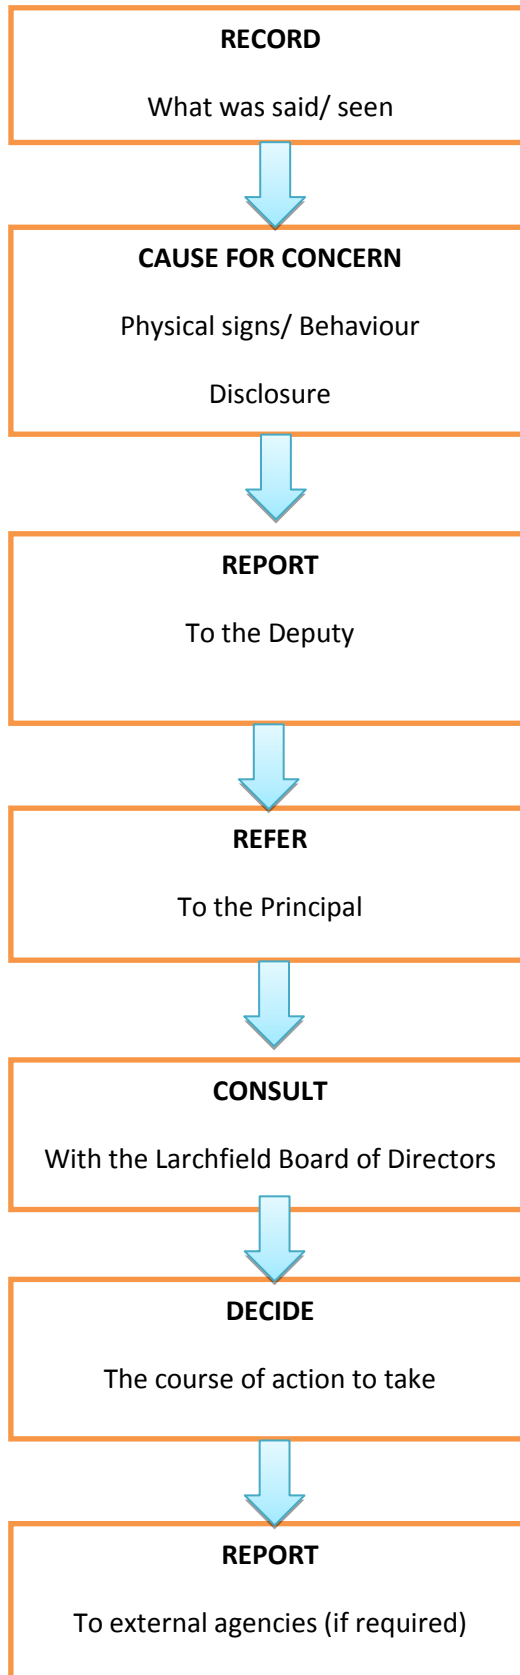 RECORD
What was said/ seen
CAUSE FOR CONCERN
Physical signs/ Behaviour
Disclosure
REPORT
To the Deputy
REFER
To the Principal
CONSULT
With the Larchfield Board of Directors
DECIDE
The course of action to take
REPORT
To external agencies (if required)